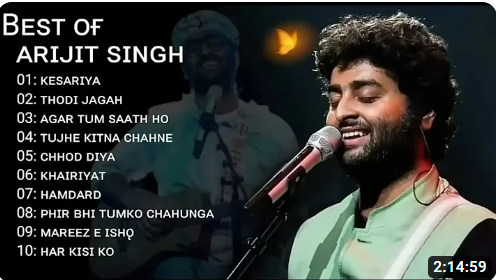 BEST OF
ARIJIT SINGH
01: KESARIYA
02: THODI JAGAH
03: AGAR TUM SAATH HO
04: TUJHE KITNA CHAHNE
05: CHHOD DIYA
06: KHAIRIYAT
07: HAMDARD
08: PHIR BHI TUMKO CHAHUNGA
09: MAREEZ E ISHQ
10: HAR KISI KO
2:14:59